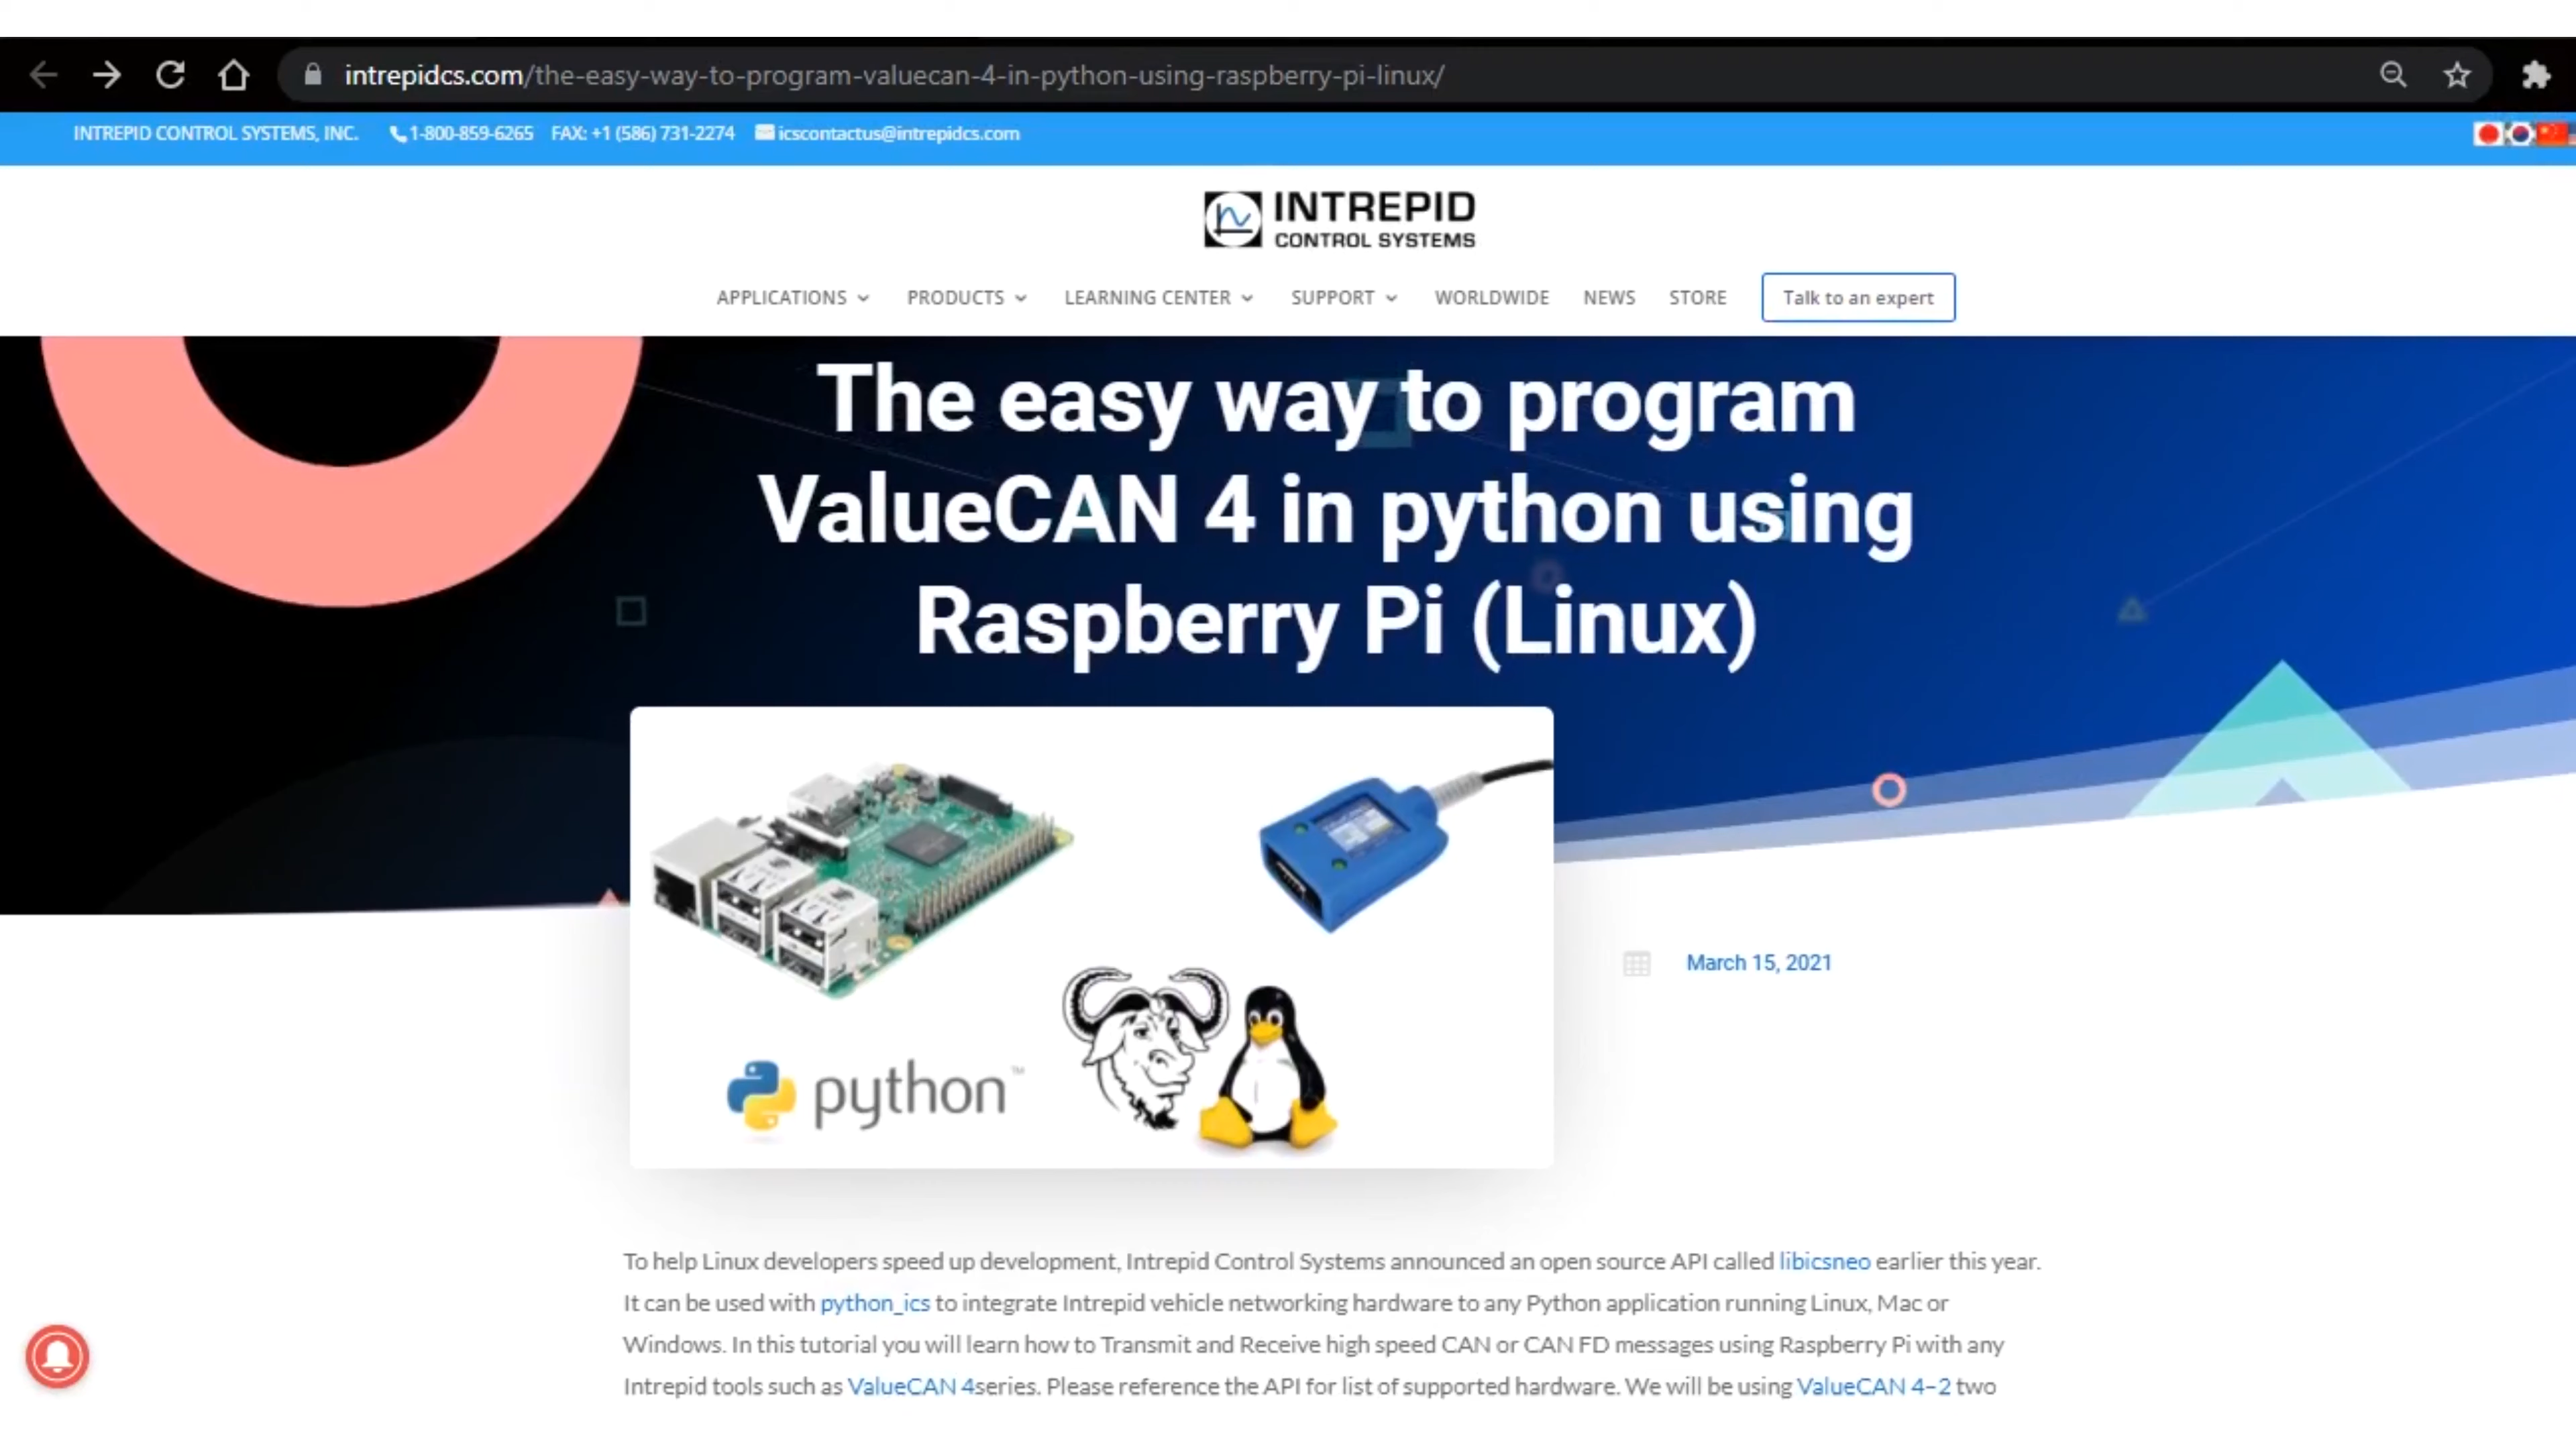 intrepidcs.com/the-easy-way-to-program-valuecan-4-in-python-using-raspberry-pi-linux/
INTREPID CONTROL SYSTEMS, INC. 1-800-859-6265 FAX: +1 (586) 731-2274 icscontactus@intrepidcs.com
INTREPID
CONTROL SYSTEMS
APPLICATIONS PRODUCTS LEARNING CENTER SUPPORT WORLDWIDE NEWS STORE Talk to an expert
The easy way to program
ValueCAN 4 in python using
Raspberry Pi (Linux)
March 15, 2021
python™
To help Linux developers speed up development, Intrepid Control Systems announced an open source API called libicsneo earlier this year.
It can be used with python_ics to integrate Intrepid vehicle networking hardware to any Python application running Linux, Mac or
Windows. In this tutorial you will learn how to Transmit and Receive high speed CAN or CAN FD messages using Raspberry Pi with any
Intrepid tools such as ValueCAN 4series. Please reference the API for list of supported hardware. We will be using ValueCAN 4-2 two